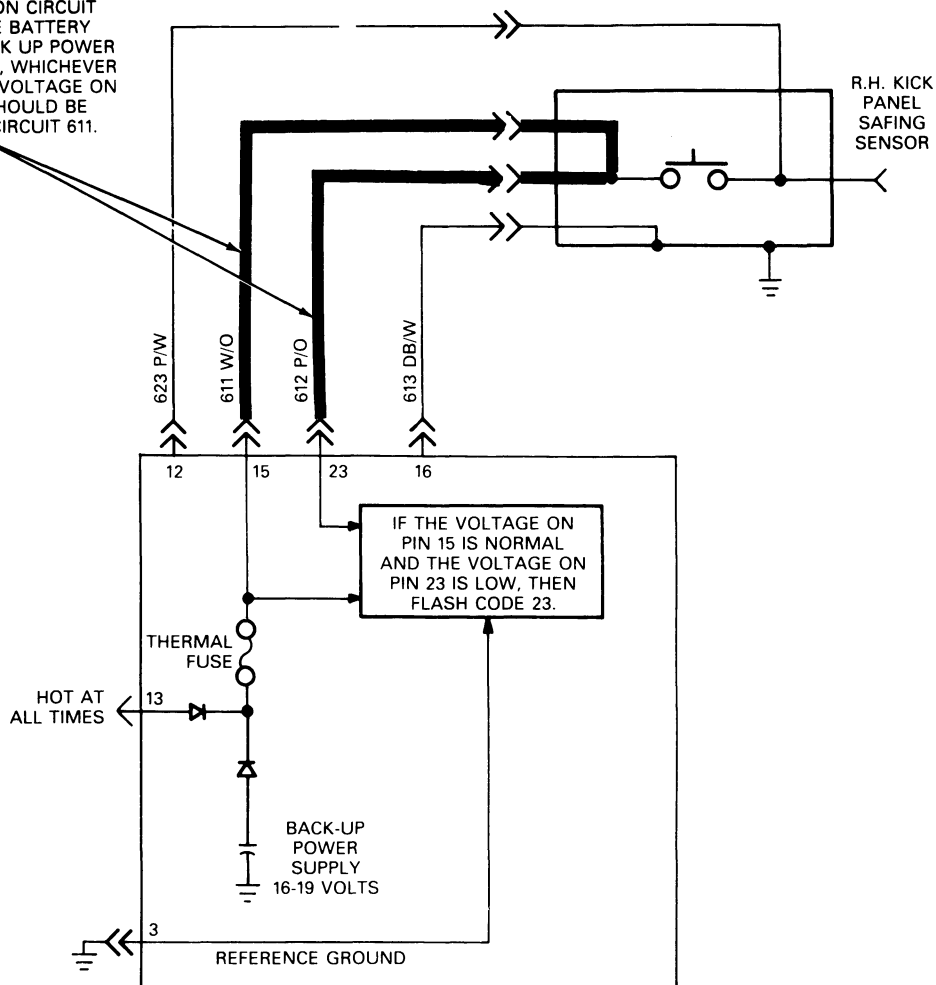 ON CIRCUIT
BATTERY
UP POWER
, WHICHEVER
VOLTAGE ON
BE
611.
R.H. KICK
PANEL
SAFING
SENSOR
623 P/W
611 W/O
612 P/O
613 DB/W
12
15
23
16
IF THE VOLTAGE ON
PIN 15 IS NORMAL
AND THE VOLTAGE ON
PIN 23 IS LOW, THEN
FLASH CODE 23.
THERMAL
FUSE
HOT AT
ALL TIMES
13
BACK-UP
POWER
SUPPLY
16-19 VOLTS
3
REFERENCE GROUND